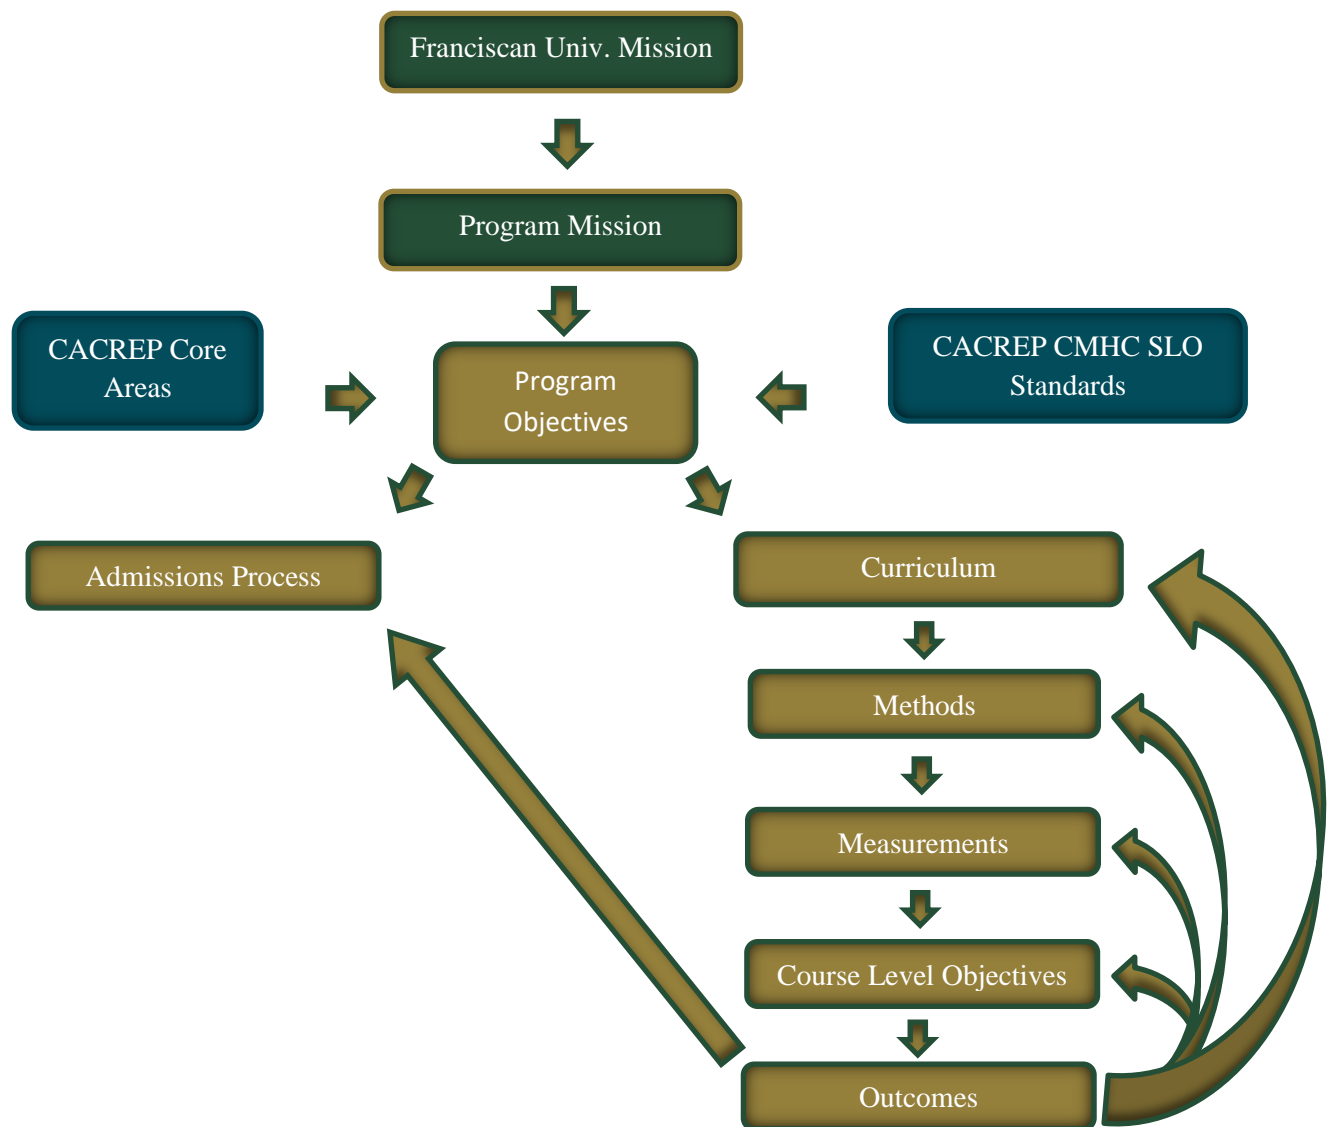 Franciscan Univ. Mission
Program Mission
CACREP Core
Areas
Program
Objectives
CACREP CMHC SLO
Standards
Admissions Process
Curriculum
Methods
Measurements
Course Level Objectives
Outcomes